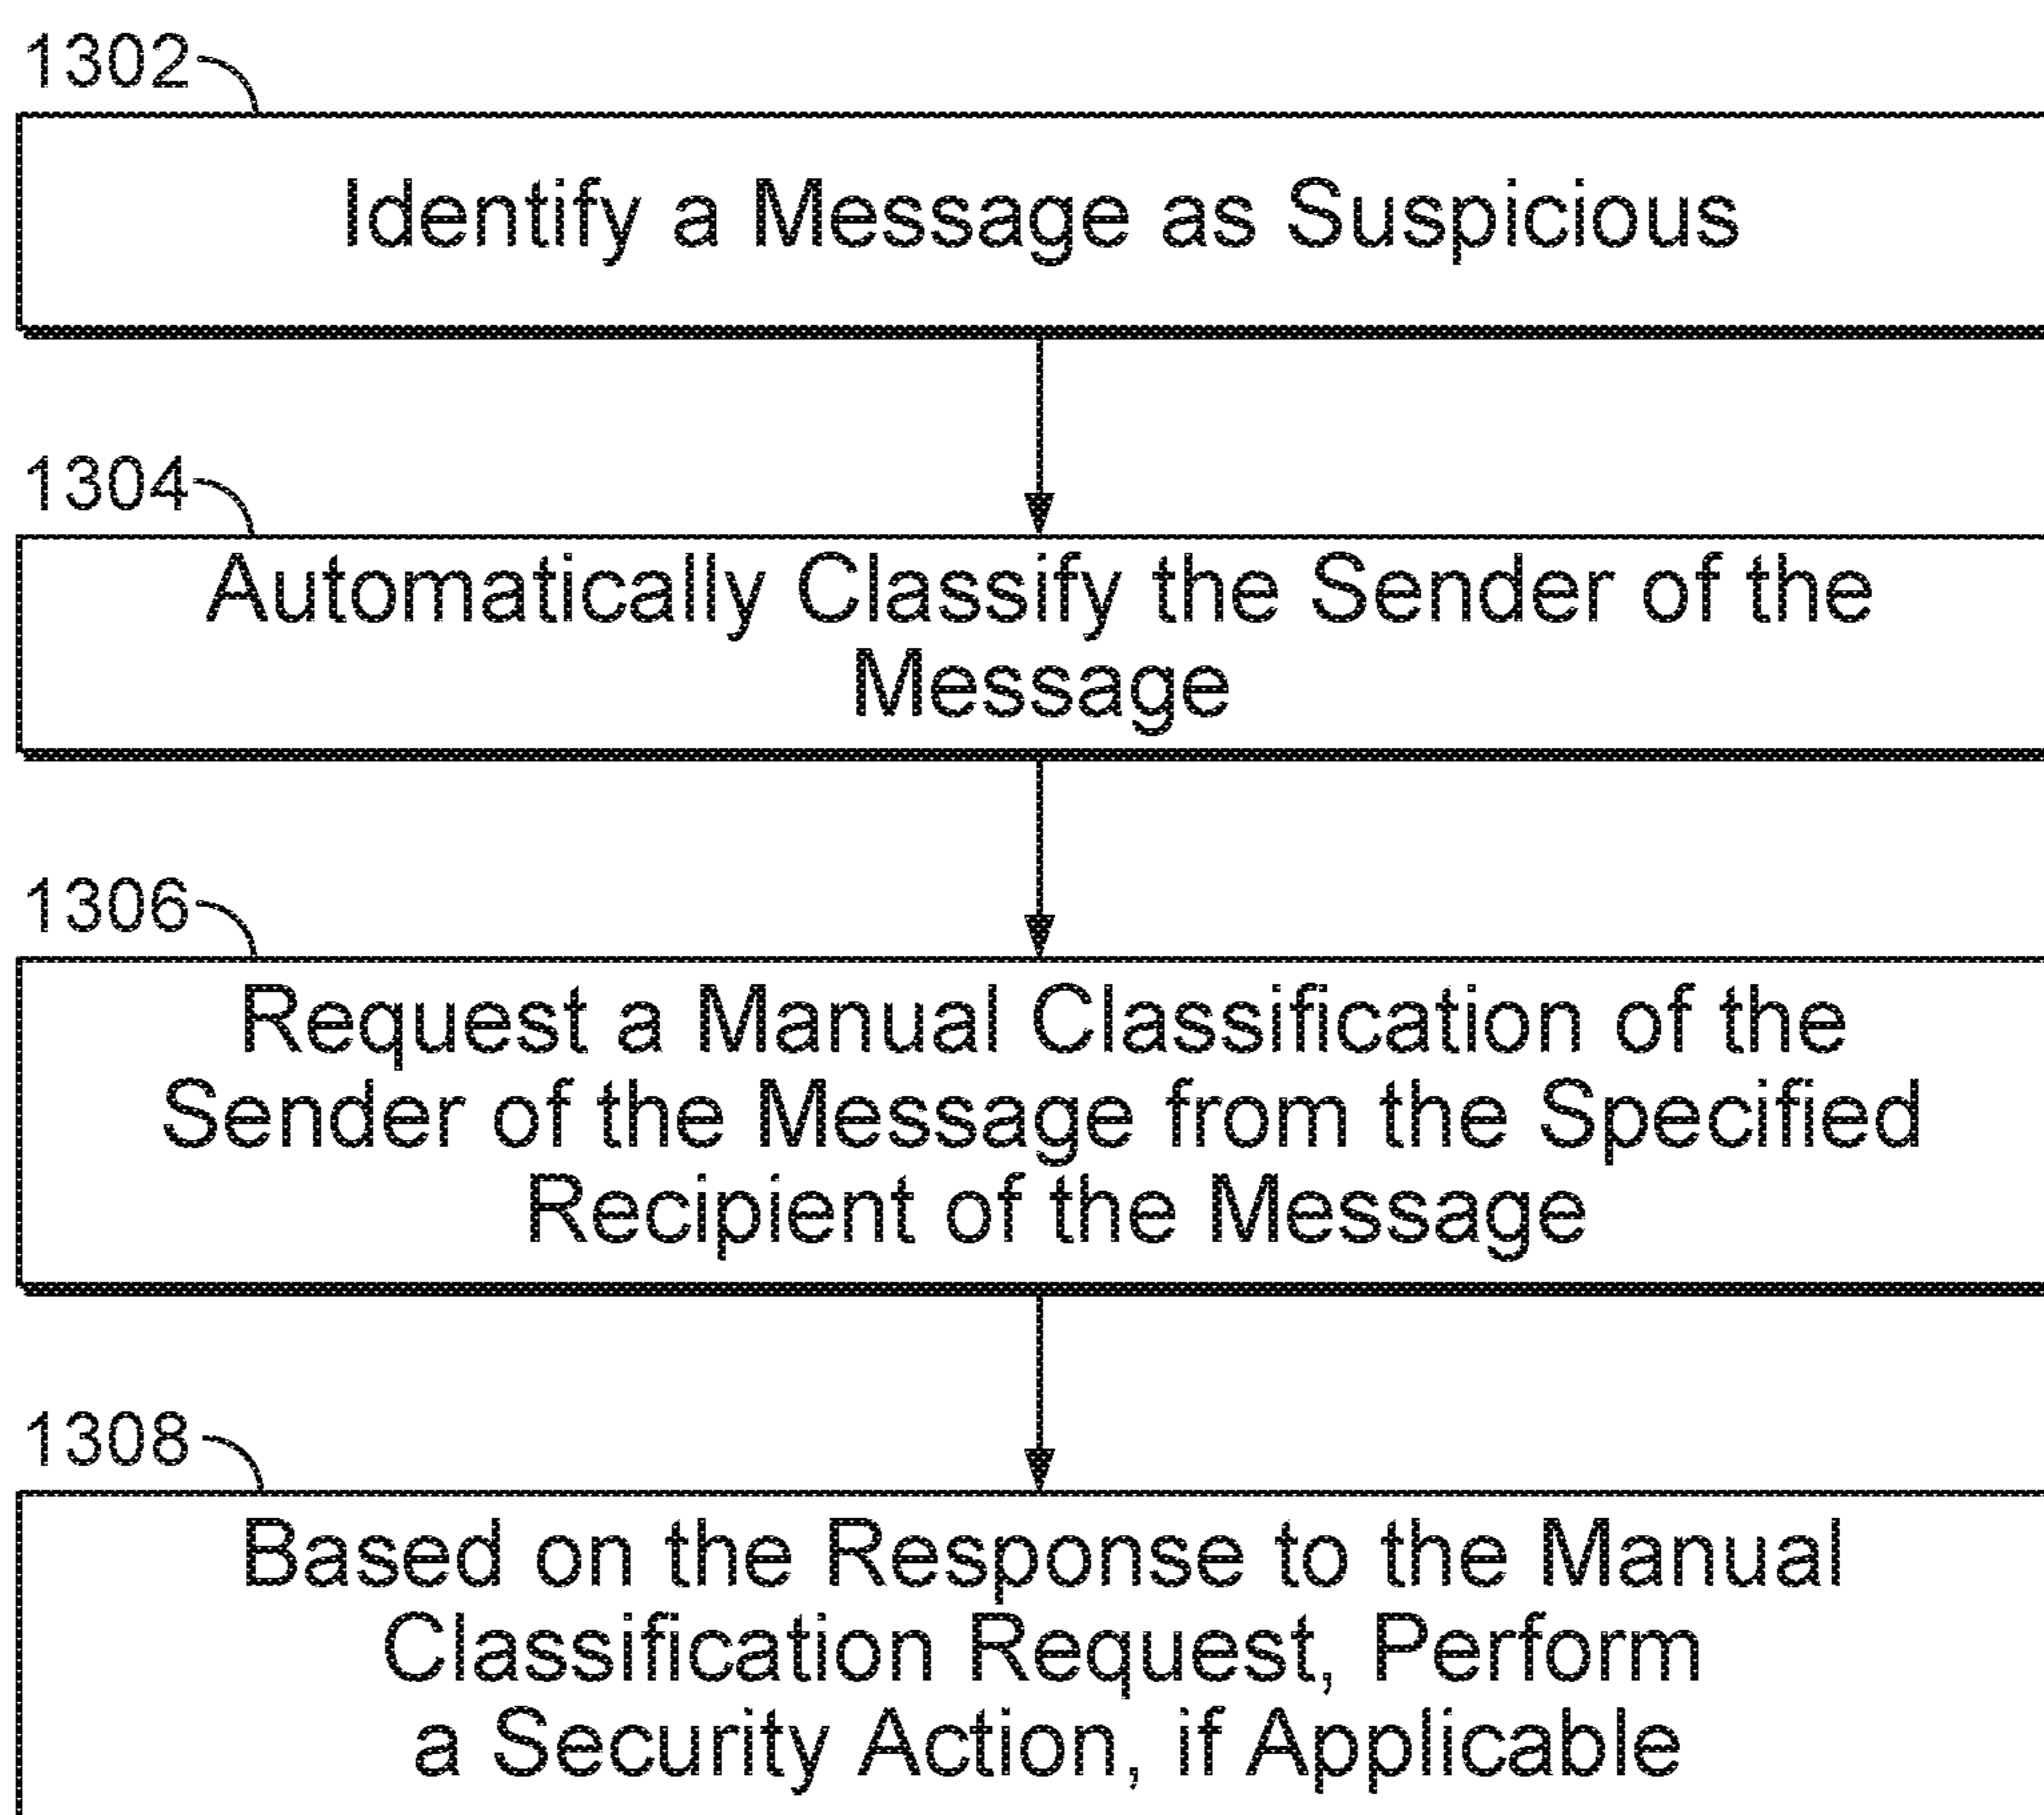 1302
Identify a Message as Suspicious
1304
Automatically Classify the Sender of the
Message
1306
Request a Manual Classification of the
Sender of the Message from the Specified
Recipient of the Message
1308
Based on the Response to the Manual
Classification Request, Perform
a Security Action, if Applicable